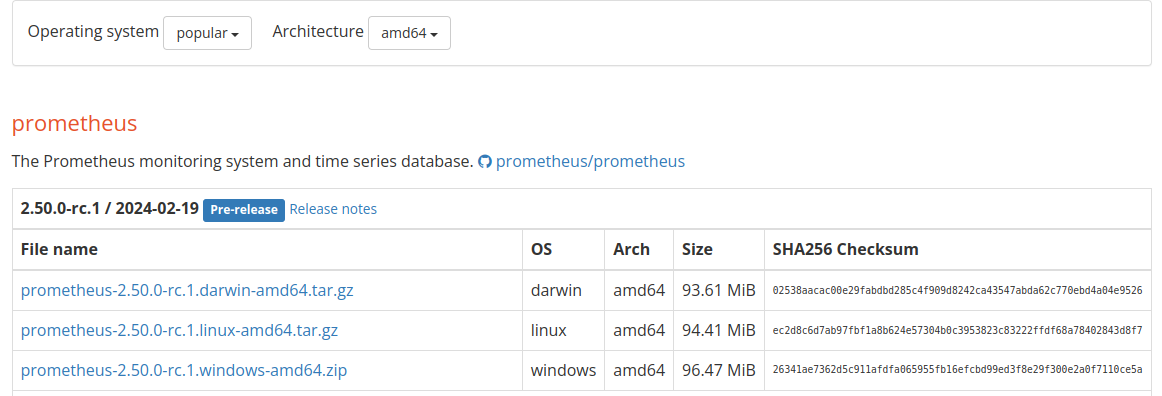 Operating system popular Architecture amd64
prometheus
The Prometheus monitoring system and time series database. prometheus/prometheus
2.50.0-rc.1 / 2024-02-19 Pre-release Release notes
File name OS Arch Size SHA256 Checksum
prometheus-2.50.0-rc.1.darwin-amd64.tar.gz darwin amd64 93.61 MiB 02538aacac00e29fabdbd285c4f909d8242ca43547abda62c770ebd4a04e9526
prometheus-2.50.0-rc.1.linux-amd64.tar.gz linux amd64 94.41 MiB ec2d8c6d7ab97fbf1a8b624e57304b0c3953823c83222ffdf68a78402843d8f7
prometheus-2.50.0-rc.1.windows-amd64.zip windows amd64 96.47 MiB 26341ae7362d5c911afdfa065955fb16efcbd99ed3f8e29f300e2a0f7110ce5a